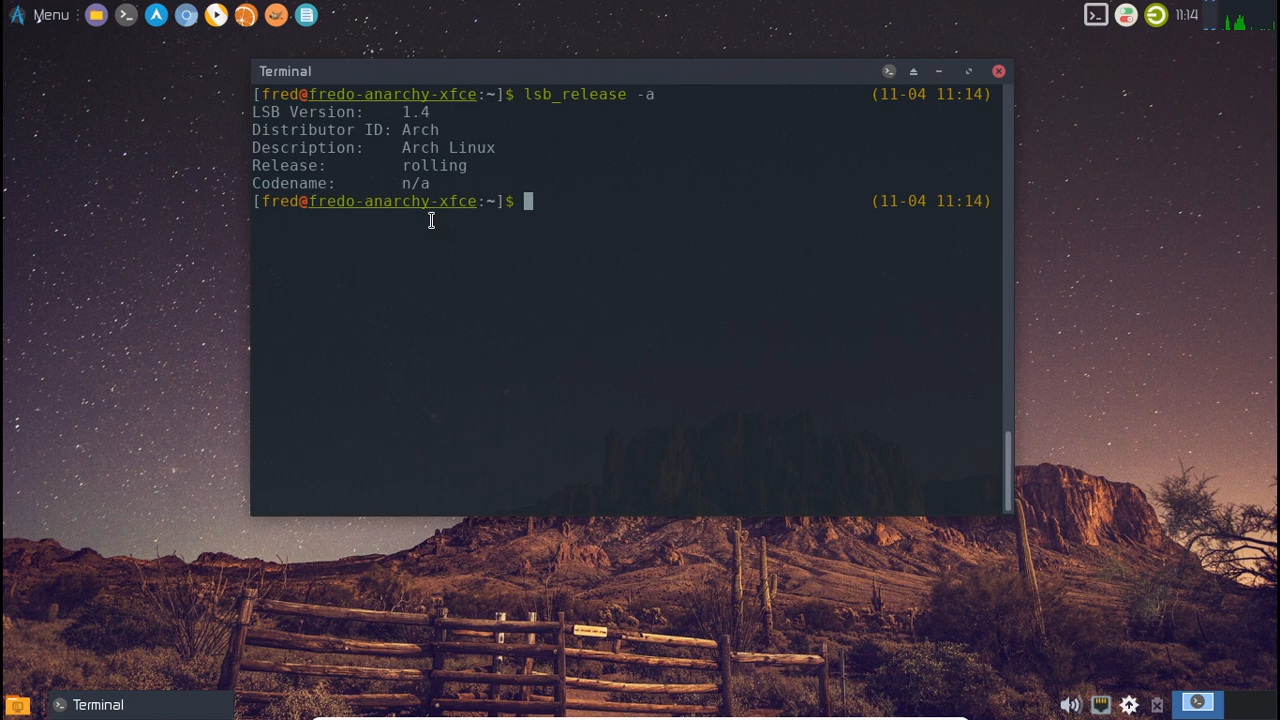 Menu
11:14
Terminal
[fred@fredo-anarchy-xfce:~]$ lsb_release -a (11-04 11:14)
LSB Version: 1.4
Distributor ID: Arch
Description: Arch Linux
Release: rolling
Codename: n/a
[fred@fredo-anarchy-xfce:~]$ (11-04 11:14)
Terminal